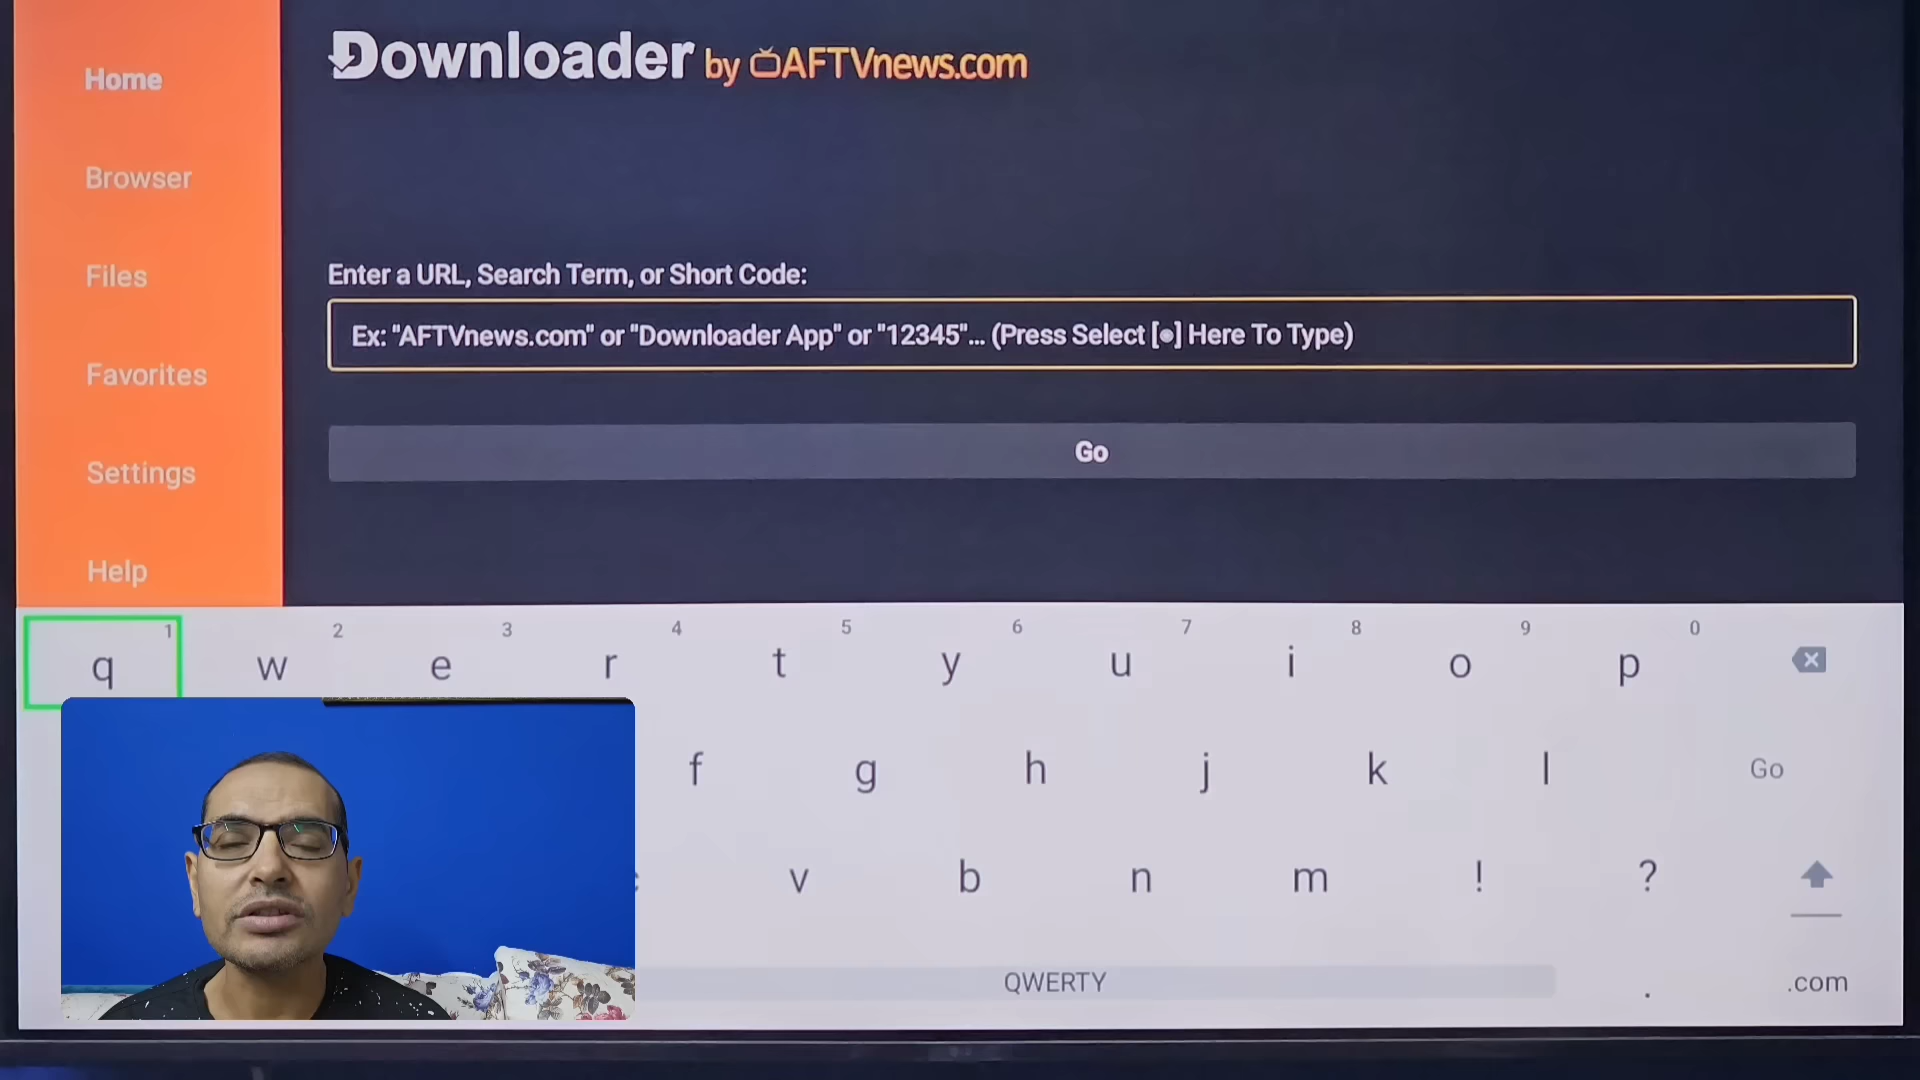 Downloader by AFTVnews.com
Home
Browser
Files
Favorites
Settings
Help
Enter a URL, Search Term, or Short Code:
Ex: "AFTVnews.com" or "Downloader App" or "12345"... (Press Select [●] Here To Type)
Go
1 2 3 4 5 6 7 8 9 0
q w e r t y u i o p
f g h j k l Go
v b n m ! ?
QWERTY . .com